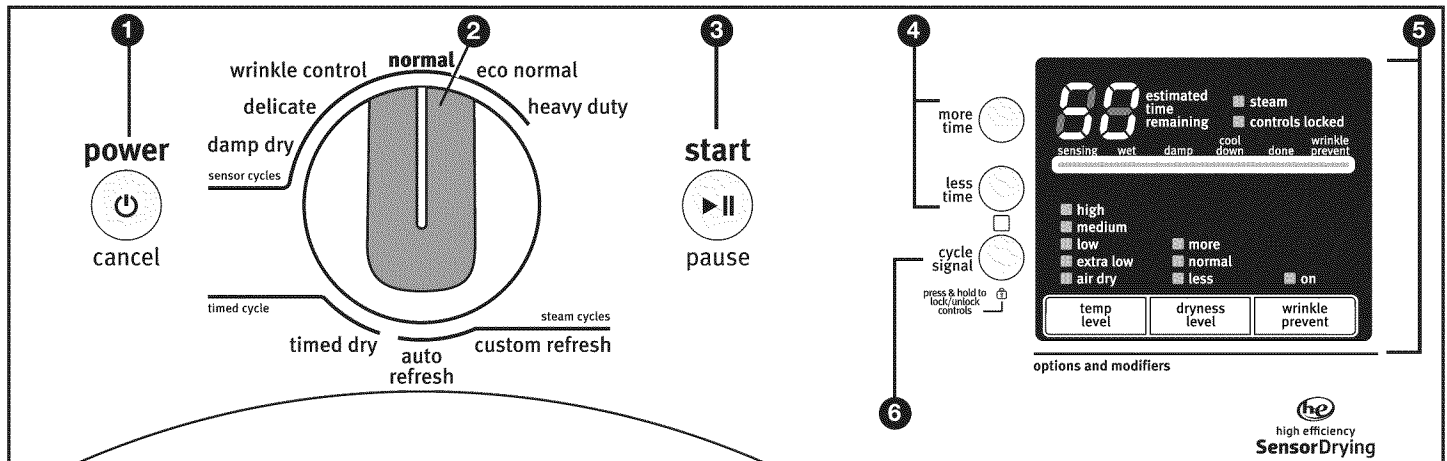 1
2
3
4
5
power
cancel
wrinkle control
normal
eco normal
delicate
heavy duty
damp dry
sensor cycles
timed cycle
timed dry
auto
refresh
steam cycles
custom refresh
start
pause
more
time
less
time
cycle
signal
press & hold to
lock/unlock
controls
6
90
estimated
time
remaining
steam
controls locked
sensing
wet
damp
cool
down
done
wrinkle
prevent
high
medium
low
extra low
air dry
more
normal
less
on
temp
level
dryness
level
wrinkle
prevent
options and modifiers
he
high efficiency
SensorDrying